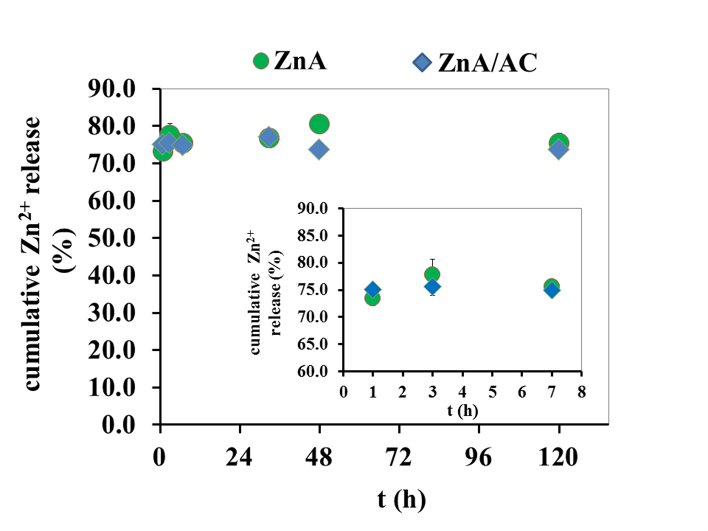 ZnA ZnA/AC
cumulative Zn²⁺ release
(%)
90.0
80.0
70.0
60.0
50.0
40.0
30.0
20.0
10.0
0.0
0 24 48 72 96 120
t (h)
cumulative Zn²⁺
release (%)
90.0
85.0
80.0
75.0
70.0
65.0
60.0
0 1 2 3 4 5 6 7 8
t (h)